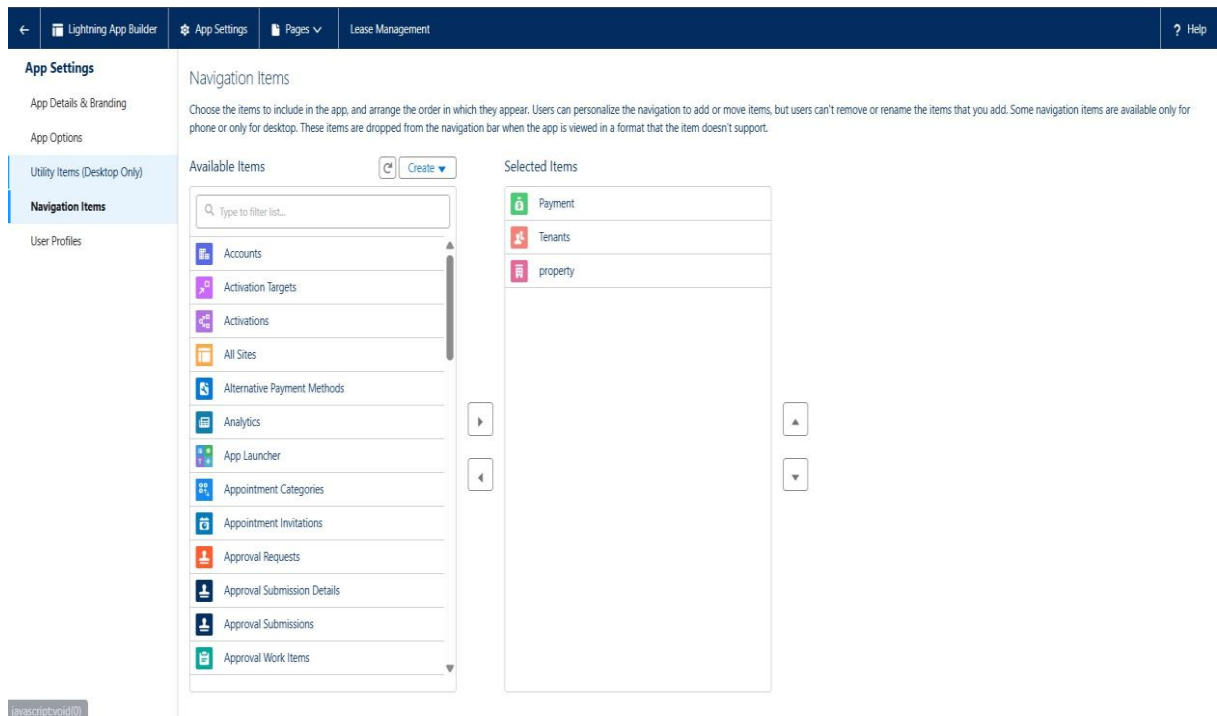 Lightning App Builder
App Settings
Pages
Lease Management
? Help
App Settings
App Details & Branding
App Options
Utility Items (Desktop Only)
Navigation Items
User Profiles
Navigation Items
Choose the items to include in the app, and arrange the order in which they appear. Users can personalize the navigation to add or move items, but users can't remove or rename the items that you add. Some navigation items are available only for
phone or only for desktop. These items are dropped from the navigation bar when the app is viewed in a format that the item doesn't support.
Available Items
Create
Type to filter list...
Accounts
Activation Targets
Activations
All Sites
Alternative Payment Methods
Analytics
App Launcher
Appointment Categories
Appointment Invitations
Approval Requests
Approval Submission Details
Approval Submissions
Approval Work Items
Selected Items
Payment
Tenants
property
javascript:void(0)